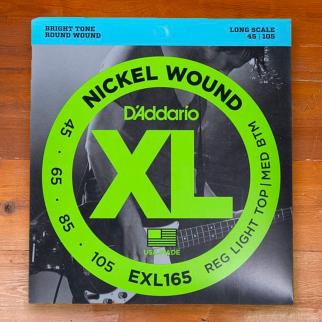 BRIGHT TONE
ROUND WOUND
LONG SCALE
45 | 105
NICKEL WOUND
D'Addario
XL
45 • 65 • 85 • 105
USA MADE
EXL165
REG LIGHT TOP | MED BTM